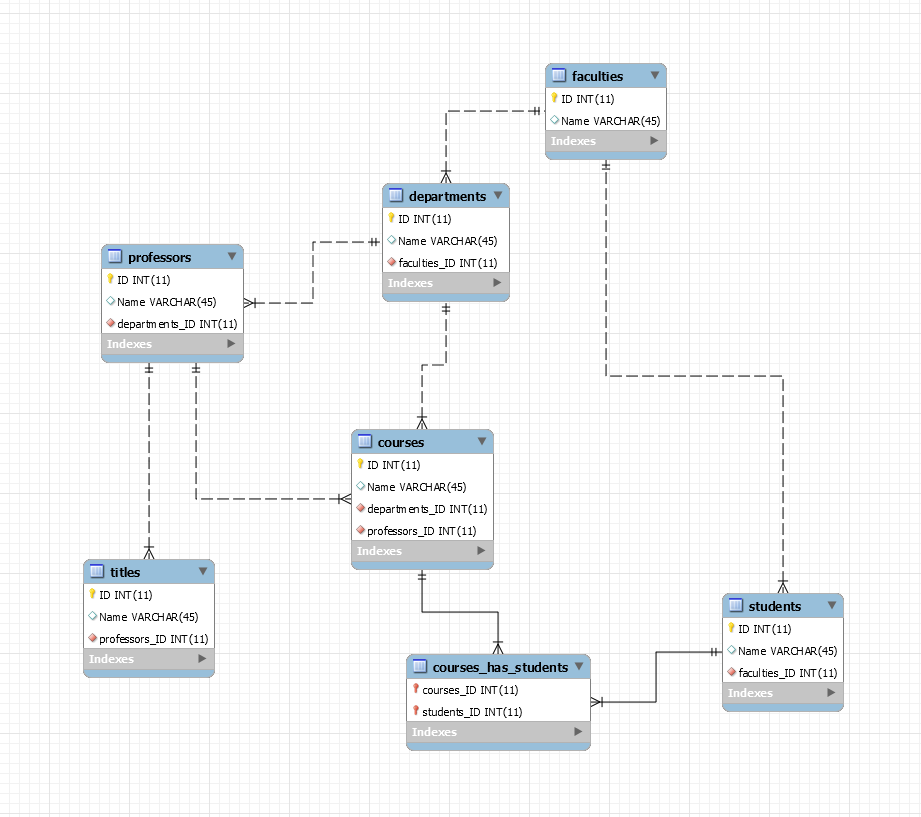 faculties
ID INT(11)
Name VARCHAR(45)
Indexes
departments
ID INT(11)
Name VARCHAR(45)
faculties_ID INT(11)
Indexes
professors
ID INT(11)
Name VARCHAR(45)
departments_ID INT(11)
Indexes
courses
ID INT(11)
Name VARCHAR(45)
departments_ID INT(11)
professors_ID INT(11)
Indexes
titles
ID INT(11)
Name VARCHAR(45)
professors_ID INT(11)
Indexes
students
ID INT(11)
Name VARCHAR(45)
faculties_ID INT(11)
Indexes
courses_has_students
courses_ID INT(11)
students_ID INT(11)
Indexes